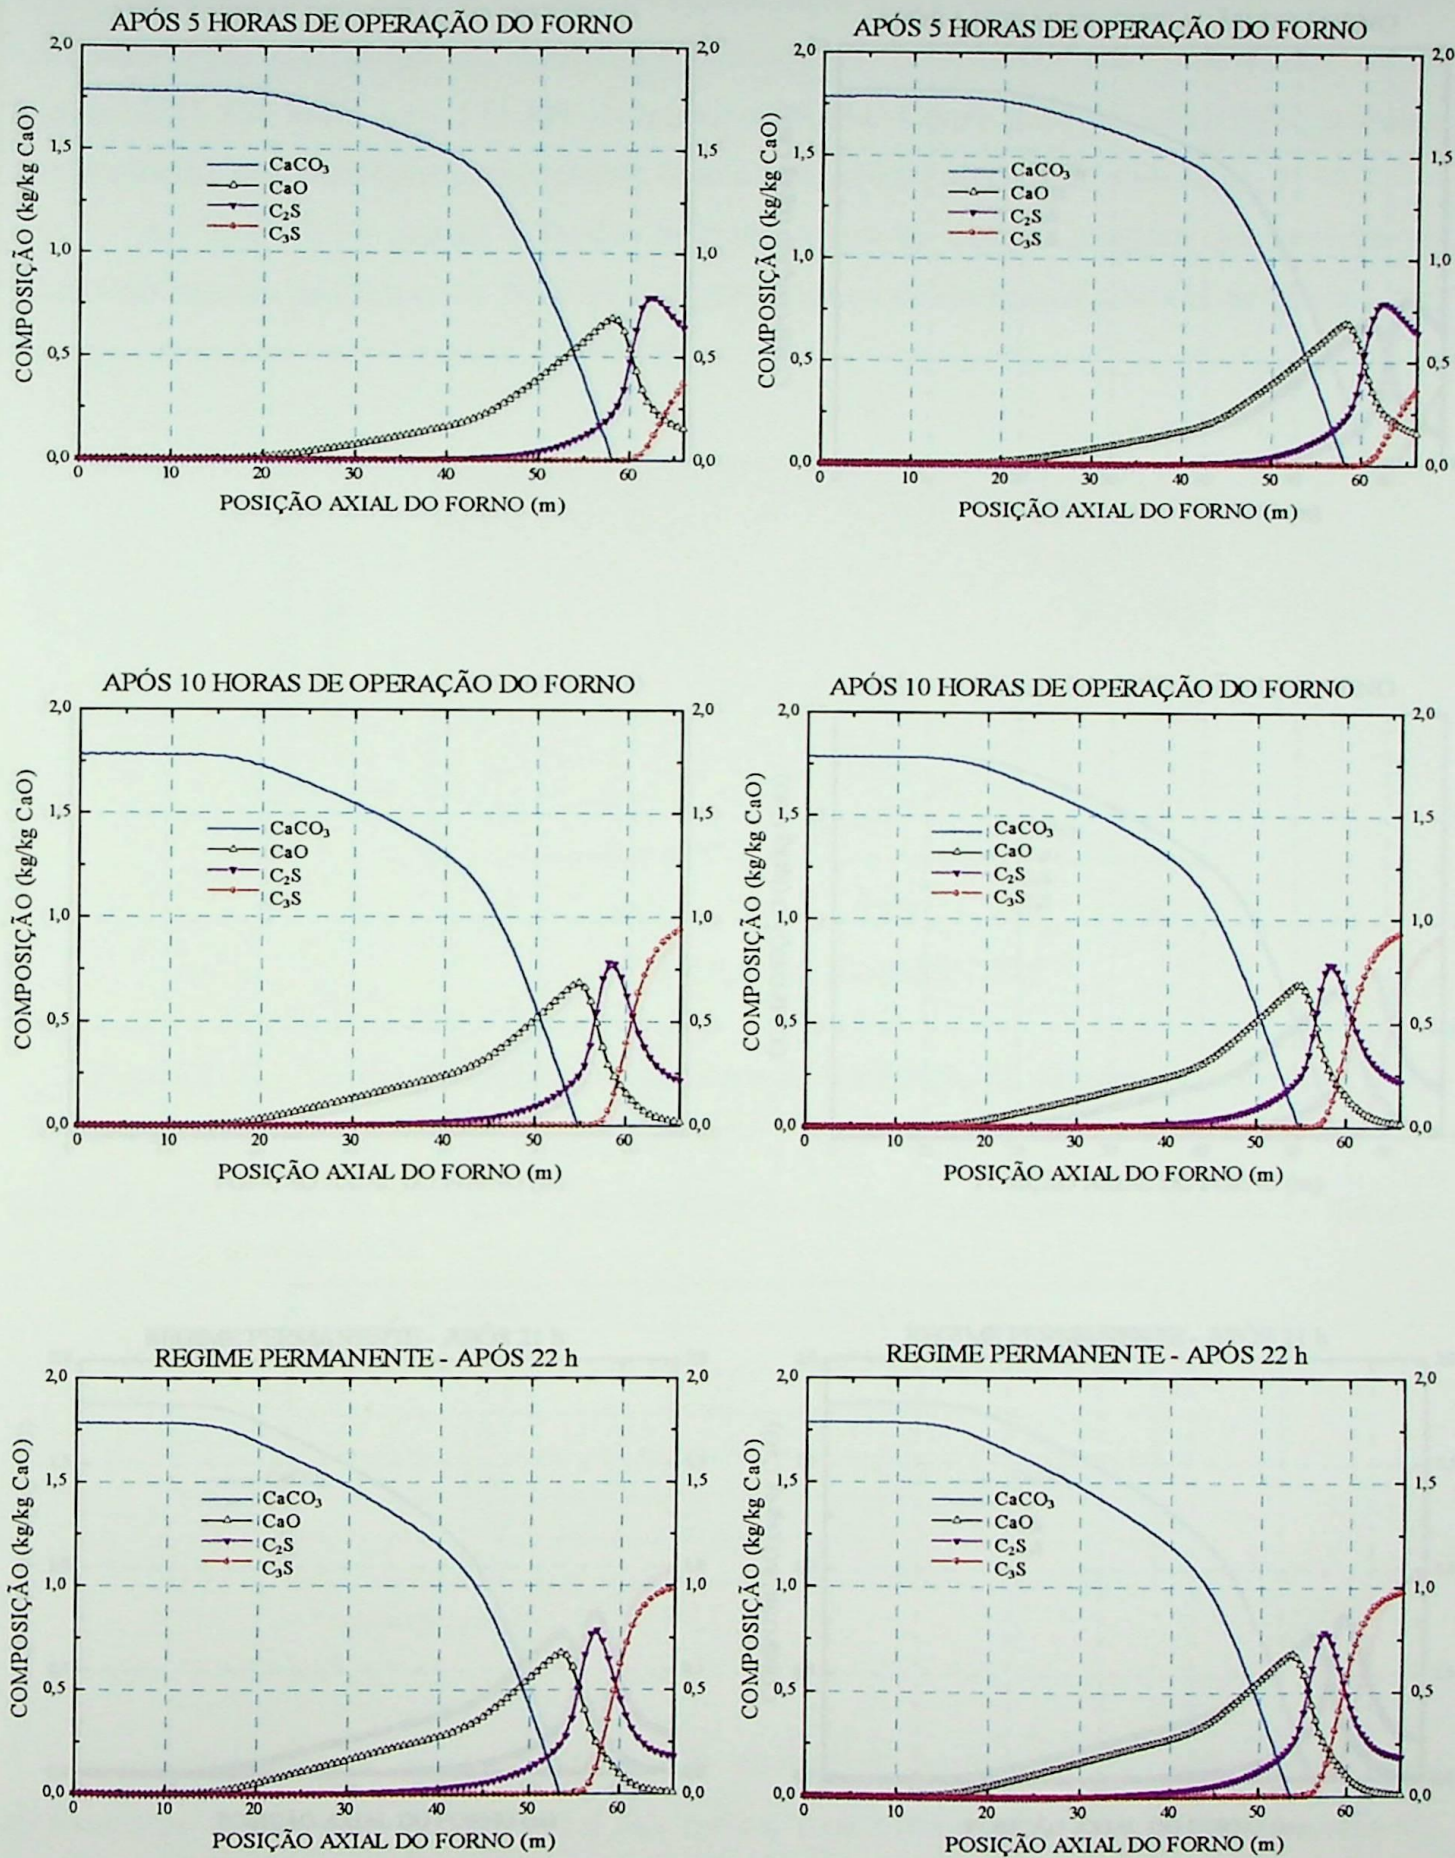 APÓS 5 HORAS DE OPERAÇÃO DO FORNO
COMPOSIÇÃO (kg/kg CaO)
2,0
1,5
1,0
0,5
0,0
2,0
1,5
1,0
0,5
0,0
CaCO₃
CaO
C₂S
C₃S
0 10 20 30 40 50 60
POSIÇÃO AXIAL DO FORNO (m)
APÓS 5 HORAS DE OPERAÇÃO DO FORNO
COMPOSIÇÃO (kg/kg CaO)
2,0
1,5
1,0
0,5
0,0
2,0
1,5
1,0
0,5
0,0
CaCO₃
CaO
C₂S
C₃S
0 10 20 30 40 50 60
POSIÇÃO AXIAL DO FORNO (m)
APÓS 10 HORAS DE OPERAÇÃO DO FORNO
COMPOSIÇÃO (kg/kg CaO)
2,0
1,5
1,0
0,5
0,0
2,0
1,5
1,0
0,5
0,0
CaCO₃
CaO
C₂S
C₃S
0 10 20 30 40 50 60
POSIÇÃO AXIAL DO FORNO (m)
APÓS 10 HORAS DE OPERAÇÃO DO FORNO
COMPOSIÇÃO (kg/kg CaO)
2,0
1,5
1,0
0,5
0,0
2,0
1,5
1,0
0,5
0,0
CaCO₃
CaO
C₂S
C₃S
0 10 20 30 40 50 60
POSIÇÃO AXIAL DO FORNO (m)
REGIME PERMANENTE - APÓS 22 h
COMPOSIÇÃO (kg/kg CaO)
2,0
1,5
1,0
0,5
0,0
2,0
1,5
1,0
0,5
0,0
CaCO₃
CaO
C₂S
C₃S
0 10 20 30 40 50 60
POSIÇÃO AXIAL DO FORNO (m)
REGIME PERMANENTE - APÓS 22 h
COMPOSIÇÃO (kg/kg CaO)
2,0
1,5
1,0
0,5
0,0
2,0
1,5
1,0
0,5
0,0
CaCO₃
CaO
C₂S
C₃S
0 10 20 30 40 50 60
POSIÇÃO AXIAL DO FORNO (m)